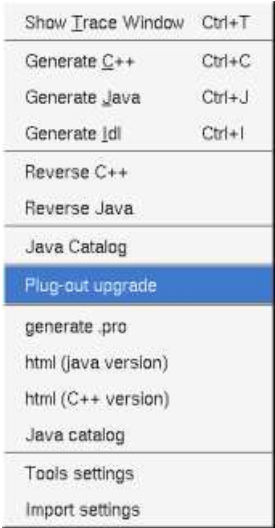 Show Trace Window Ctrl+T
Generate C++ Ctrl+C
Generate Java Ctrl+J
Generate Idl Ctrl+I
Reverse C++
Reverse Java
Java Catalog
Plug-out upgrade
generate .pro
html (java version)
html (C++ version)
Java catalog
Tools settings
Import settings